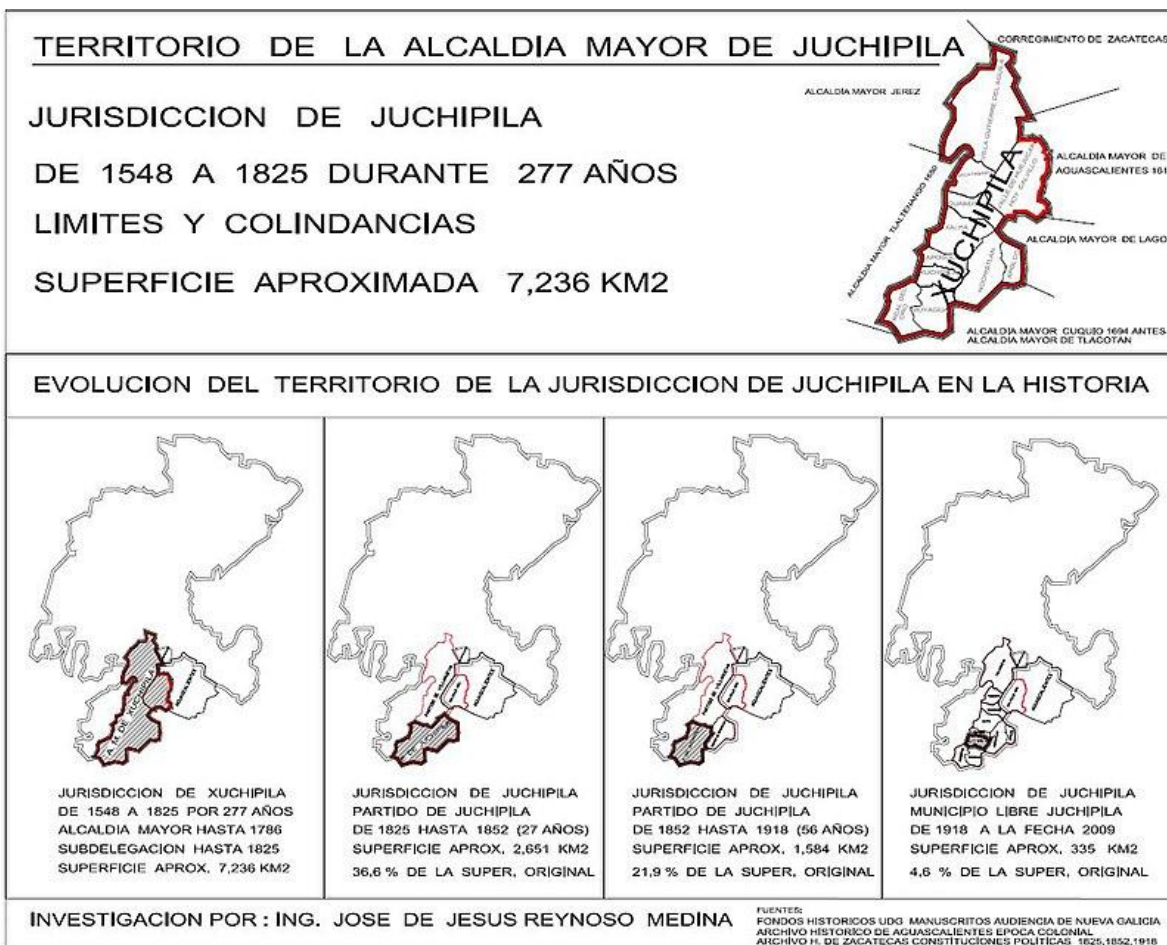 TERRITORIO DE LA ALCALDIA MAYOR DE JUCHIPILA
JURISDICCION DE JUCHIPILA
DE 1548 A 1825 DURANTE 277 AÑOS
LIMITES Y COLINDANCIAS
SUPERFICIE APROXIMADA 7,236 KM2
CORREGIMIENTO DE ZACATECAS
ALCALDIA MAYOR JEREZ
ALCALDIA MAYOR DE
AGUASCALIENTES 161
ALCALDIA MAYOR TLALTENANGO 1650
XUCHIPILA
ALCALDIA MAYOR DE LAGO
ALCALDIA MAYOR CUQUIO 1694 ANTES
ALCALDIA MAYOR DE TLACOTAN
EVOLUCION DEL TERRITORIO DE LA JURISDICCION DE JUCHIPILA EN LA HISTORIA
A.M. DE XUCHIPILA
JURISDICCION DE XUCHIPILA
DE 1548 A 1825 POR 277 AÑOS
ALCALDIA MAYOR HASTA 1786
SUBDELEGACION HASTA 1825
SUPERFICIE APROX. 7,236 KM2
JURISDICCION DE JUCHIPILA
PARTIDO DE JUCHIPILA
DE 1825 HASTA 1852 (27 AÑOS)
SUPERFICIE APROX. 2,651 KM2
36,6 % DE LA SUPER, ORIGINAL
JURISDICCION DE JUCHIPILA
PARTIDO DE JUCHIPILA
DE 1852 HASTA 1918 (56 AÑOS)
SUPERFICIE APROX. 1,584 KM2
21,9 % DE LA SUPER, ORIGINAL
JURISDICCION DE JUCHIPILA
MUNICIPIO LIBRE JUCHIPILA
DE 1918 A LA FECHA 2009
SUPERFICIE APROX. 335 KM2
4,6 % DE LA SUPER, ORIGINAL
INVESTIGACION POR : ING. JOSE DE JESUS REYNOSO MEDINA
FUENTES:
FONDOS HISTORICOS UDG MANUSCRITOS AUDIENCIA DE NUEVA GALICIA
ARCHIVO HISTORICO DE AGUASCALIENTES EPOCA COLONIAL
ARCHIVO H. DE ZACATECAS CONSTITUCIONES POLITICAS 1825,1852,1918